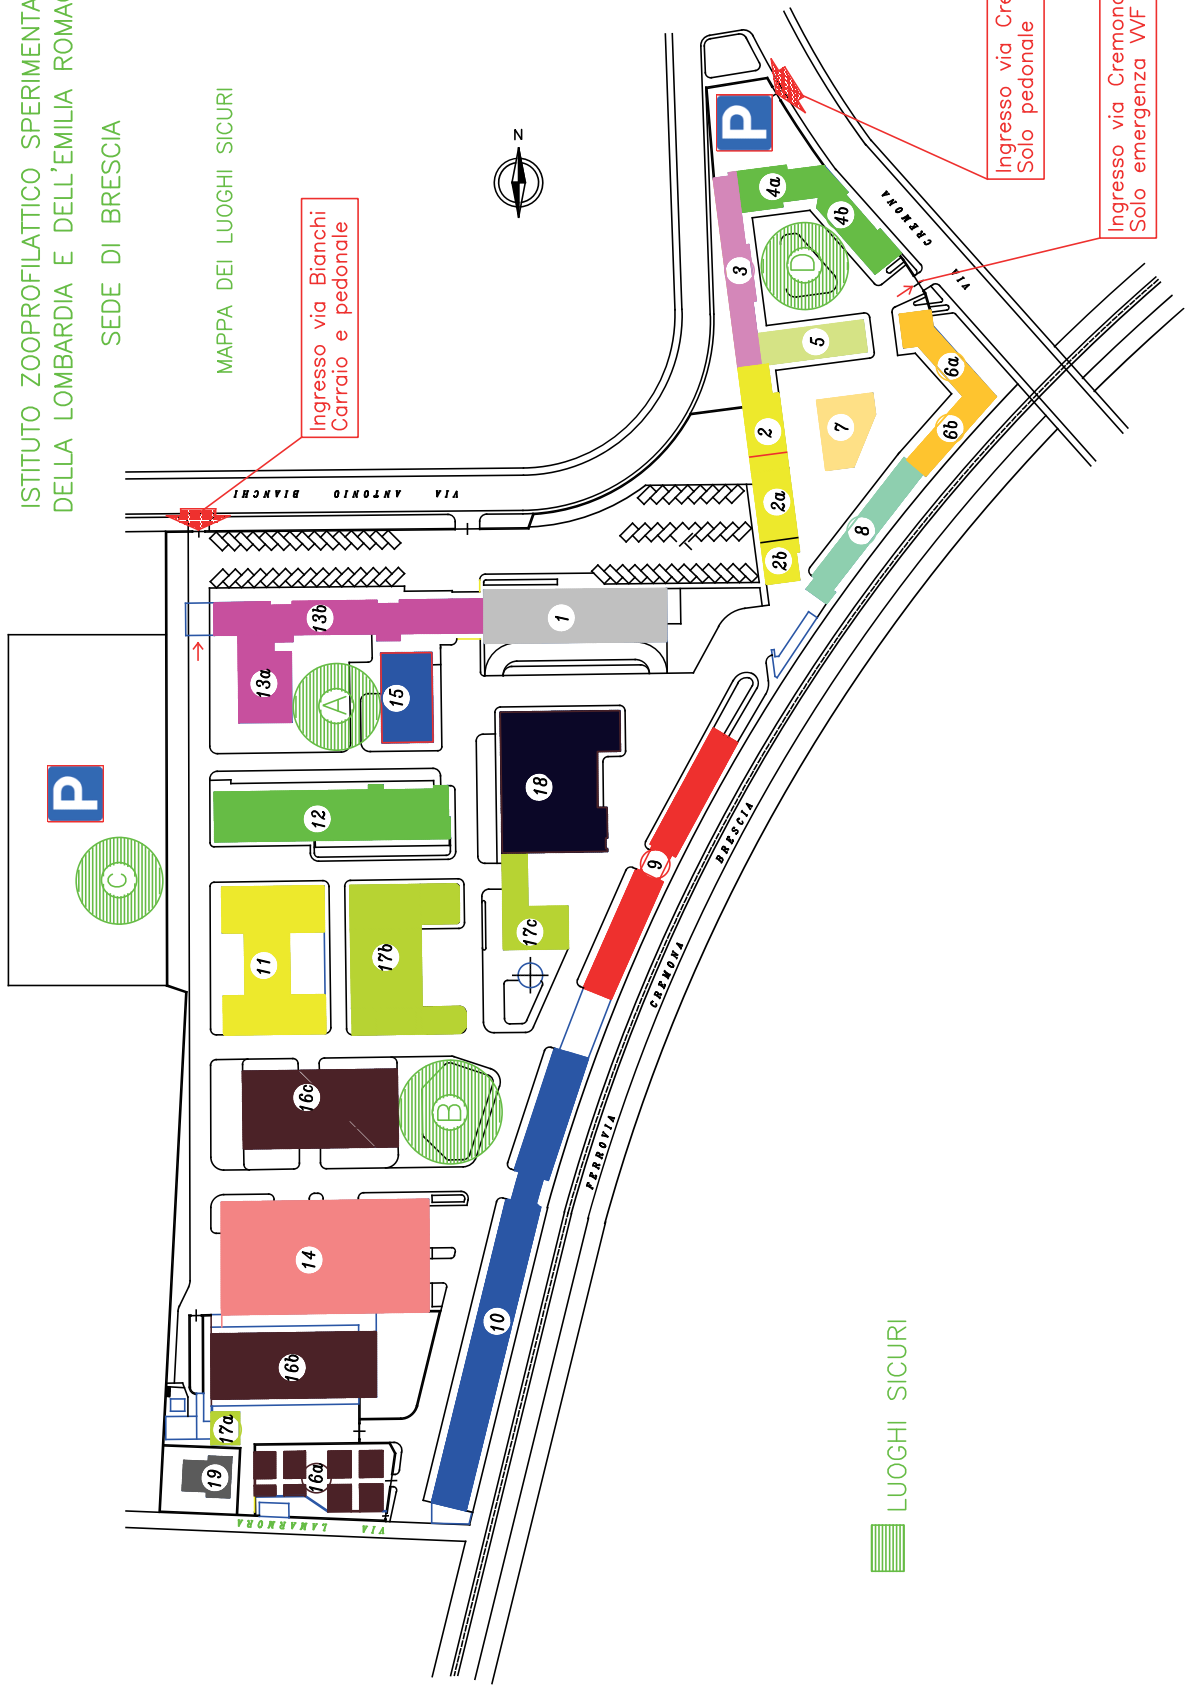 ISTITUTO ZOOPROFILATTICO SPERIMENTA
DELLA LOMBARDIA E DELL'EMILIA ROMAG
SEDE DI BRESCIA
MAPPA DEI LUOGHI SICURI
Ingresso via Bianchi
Carraio e pedonale
N
Ingresso via Cre
Solo pedonale
Ingresso via Cremona
Solo emergenza VVF
P
P
VIA ANTONIO BIANCHI
VIA CREMONA
FERROVIA CREMONA BRESCIA
VIA LAMARMORA
A
B
C
D
1
2
2a
2b
3
4a
4b
5
6a
6b
7
8
9
10
11
12
13a
13b
14
15
16a
16b
16c
17a
17b
17c
18
19
LUOGHI SICURI